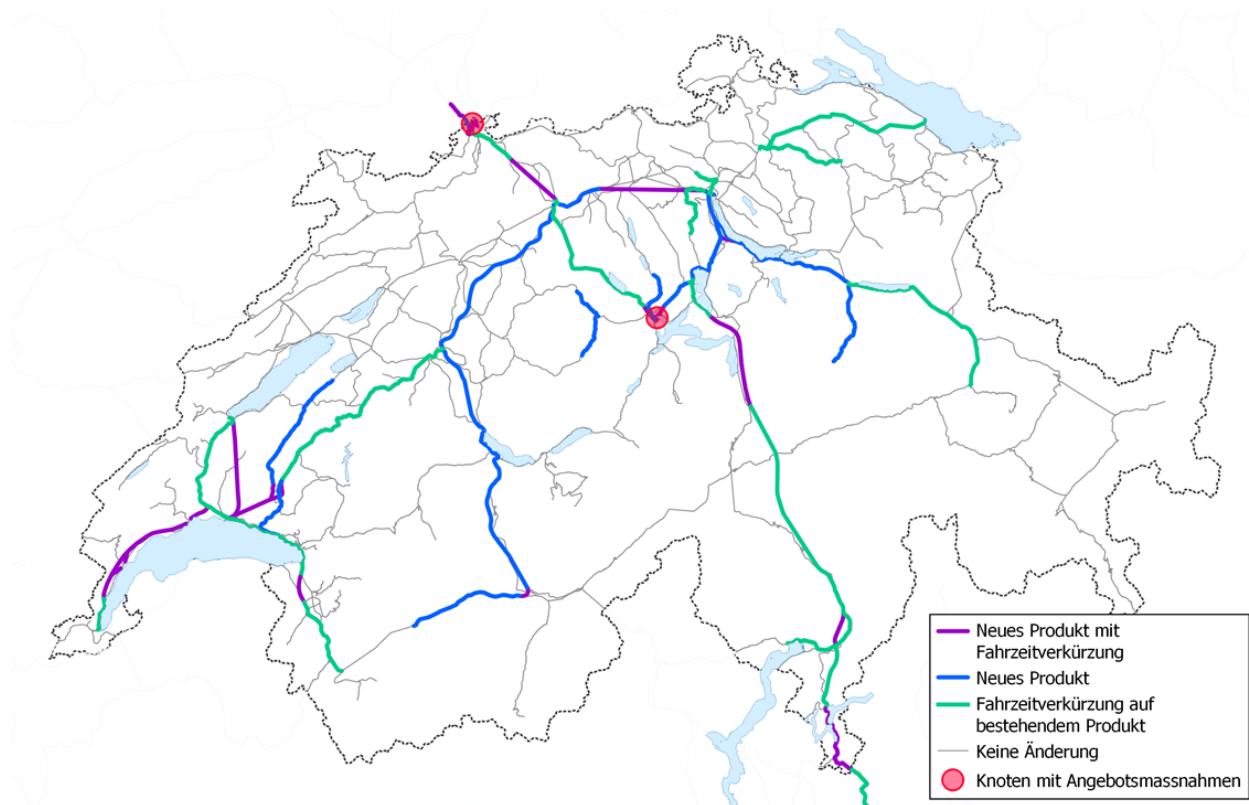 Neues Produkt mit
Fahrzeitverkürzung
Neues Produkt
Fahrzeitverkürzung auf
bestehendem Produkt
Keine Änderung
Knoten mit Angebotsmassnahmen